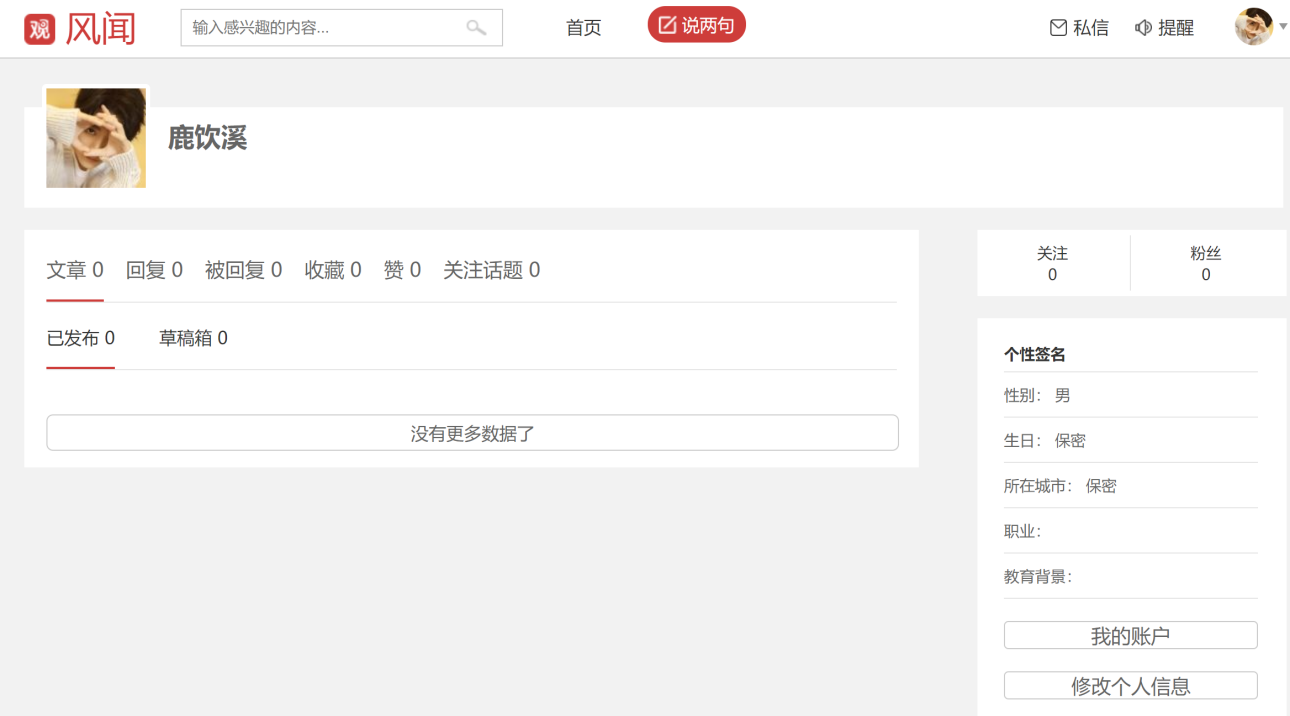 观 风闻
输入感兴趣的内容...
首页
说两句
私信
提醒
鹿饮溪
文章 0 回复 0 被回复 0 收藏 0 赞 0 关注话题 0
已发布 0 草稿箱 0
没有更多数据了
关注
0
粉丝
0
个性签名
性别： 男
生日： 保密
所在城市： 保密
职业：
教育背景：
我的账户
修改个人信息